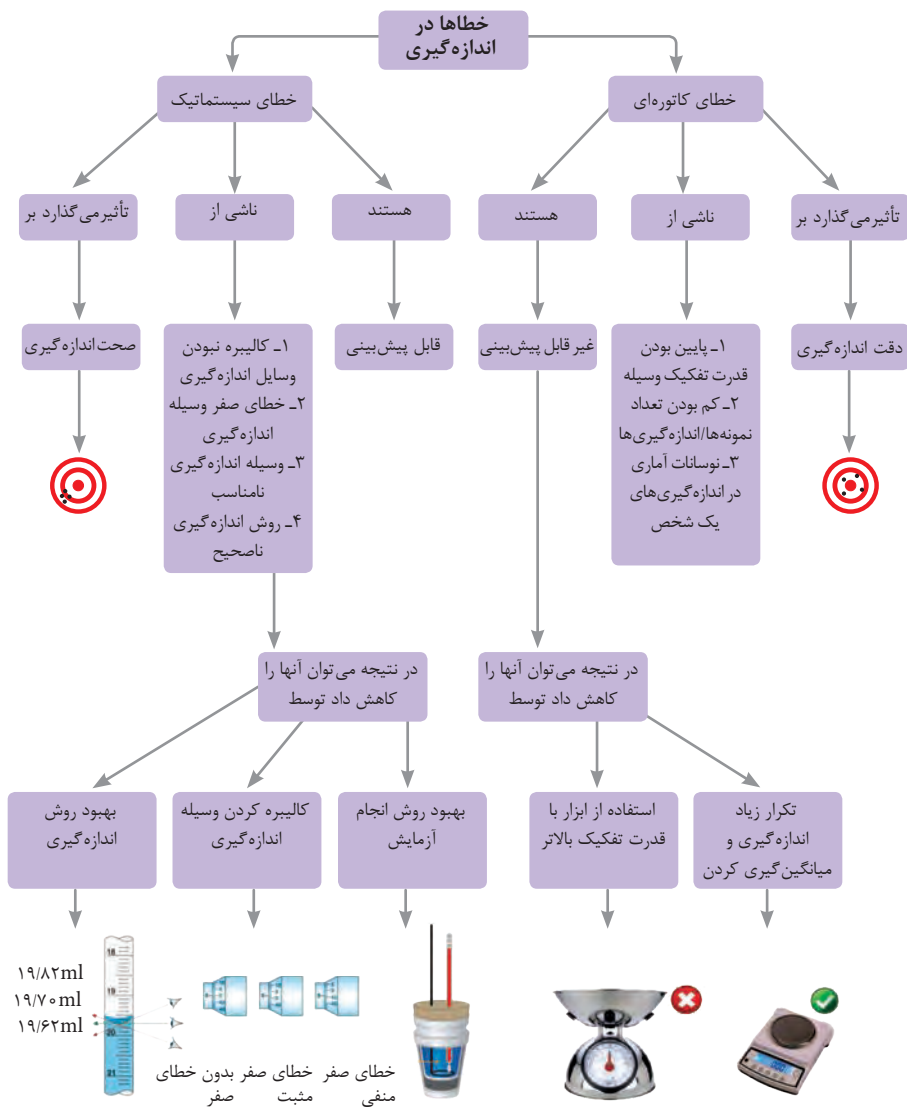 خطاها در
اندازه‌گیری
خطای کاتوره‌ای
خطای سیستماتیک
تأثیرمی‌گذارد بر
ناشی از
هستند
هستند
ناشی از
تأثیرمی‌گذارد بر
دقت اندازه‌گیری
۱ـ پایین بودن
قدرت تفکیک وسیله
۲ـ کم بودن تعداد
نمونه‌ها/اندازه‌گیری‌ها
۳ـ نوسانات آماری
در اندازه‌گیری‌های
یک شخص
غیر قابل پیش‌بینی
قابل پیش‌بینی
۱ـ کالیبره نبودن
وسایل اندازه‌گیری
۲ـ خطای صفر وسیله
اندازه‌گیری
۳ـ وسیله اندازه‌گیری
نامناسب
۴ـ روش اندازه‌گیری
ناصحیح
صحت اندازه‌گیری
در نتیجه می‌توان آنها را
کاهش داد توسط
در نتیجه می‌توان آنها را
کاهش داد توسط
تکرار زیاد
اندازه‌گیری و
میانگین‌گیری کردن
استفاده از ابزار با
قدرت تفکیک بالاتر
بهبود روش انجام
آزمایش
کالیبره کردن وسیله
اندازه‌گیری
بهبود روش
اندازه‌گیری
خطای صفر
منفی
خطای صفر
مثبت
بدون خطای
صفر
18
19
20
21
۱۹/۸۲ml
۱۹/۷۰ml
۱۹/۶۲ml